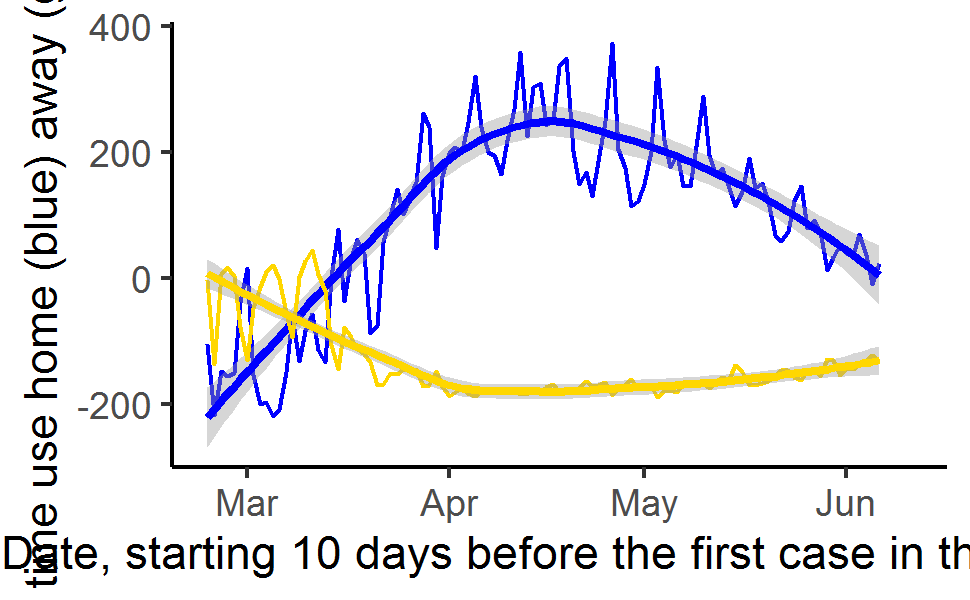 time use home (blue) away (
400
200
0
-200
Mar Apr May Jun
Date, starting 10 days before the first case in th